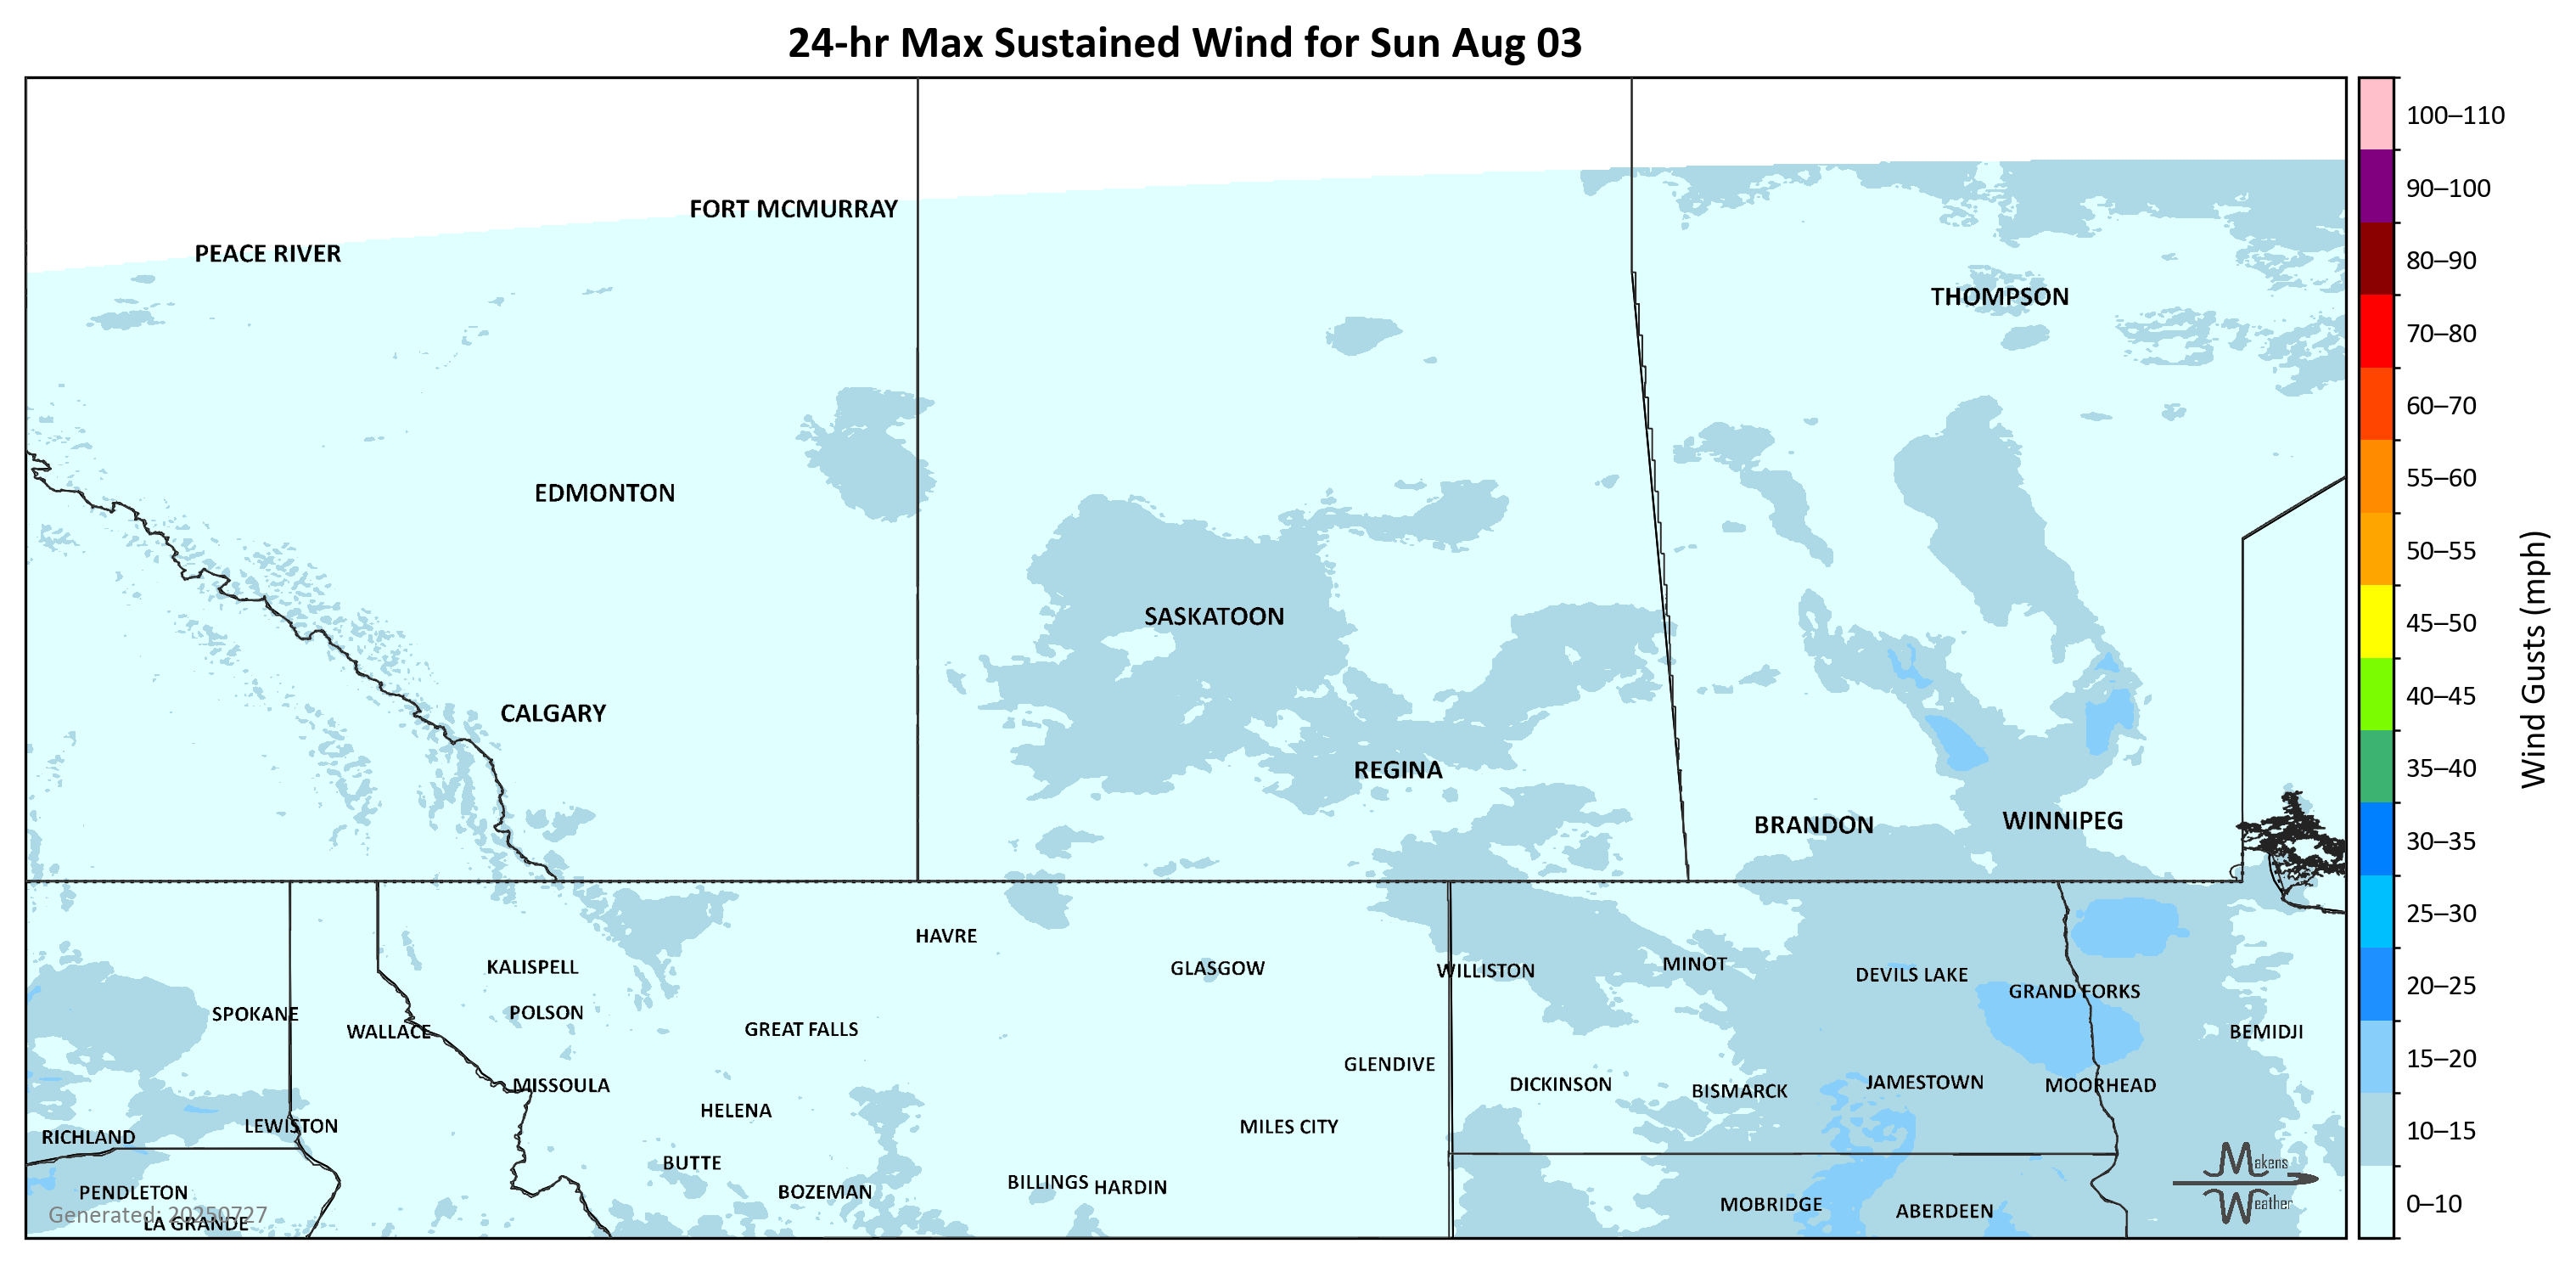 24-hr Max Sustained Wind for Sun Aug 03
100–110
90–100
80–90
70–80
60–70
55–60
50–55
45–50
40–45
35–40
30–35
25–30
20–25
15–20
10–15
0–10
Wind Gusts (mph)
FORT MCMURRAY
PEACE RIVER
THOMPSON
EDMONTON
SASKATOON
CALGARY
REGINA
BRANDON
WINNIPEG
HAVRE
KALISPELL
GLASGOW
WILLISTON
MINOT
DEVILS LAKE
GRAND FORKS
SPOKANE
POLSON
WALLACE
GREAT FALLS
BEMIDJI
GLENDIVE
MISSOULA
DICKINSON
BISMARCK
JAMESTOWN
MOORHEAD
HELENA
LEWISTON
MILES CITY
RICHLAND
BUTTE
BILLINGS
HARDIN
PENDLETON
BOZEMAN
MOBRIDGE
ABERDEEN
LA GRANDE
Generated: 20250727
Makens
Weather